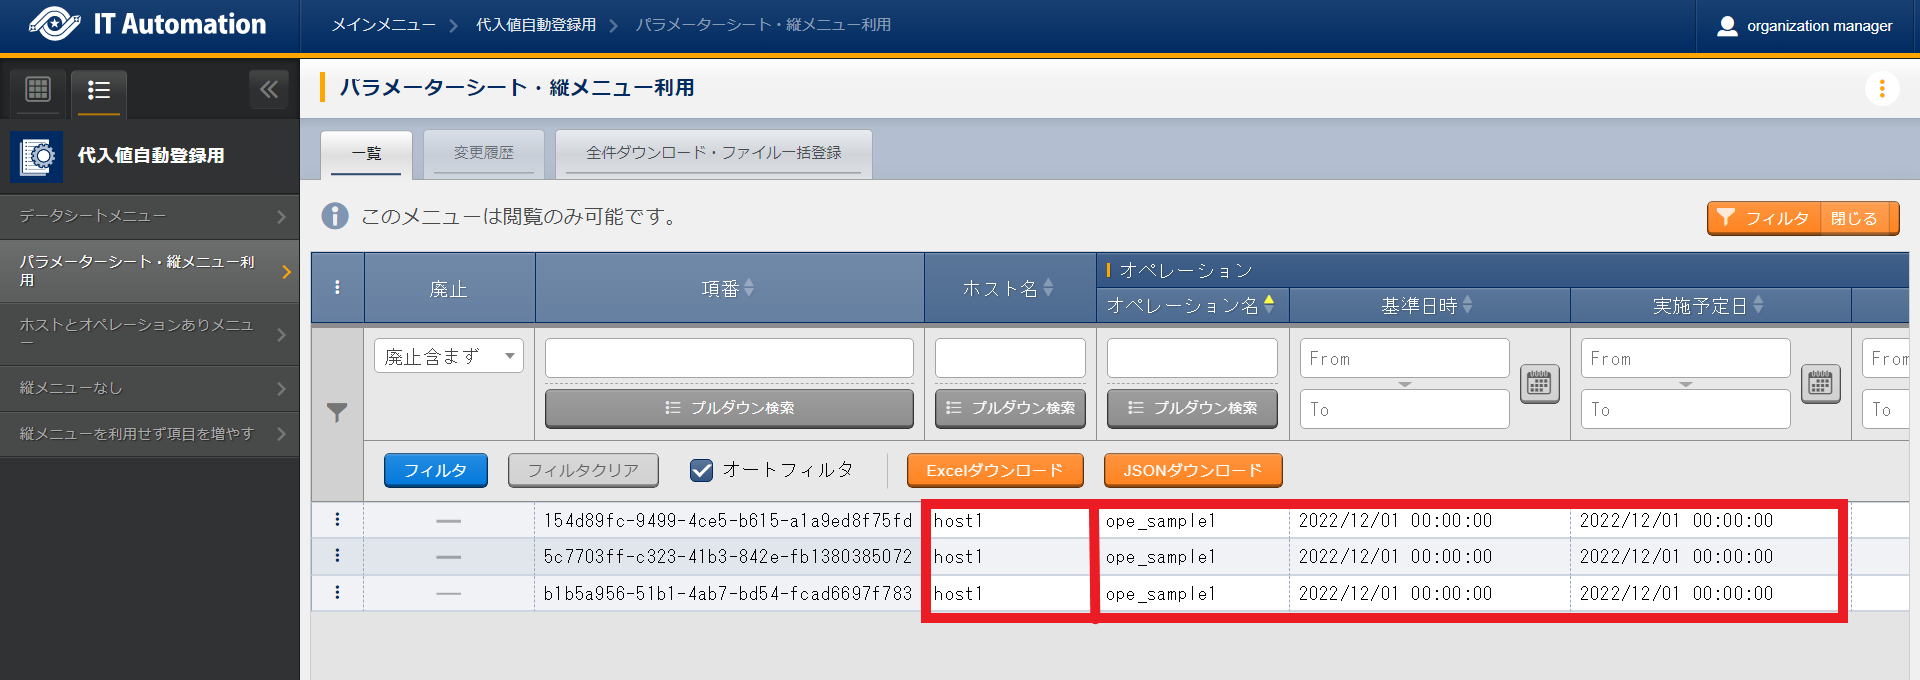 IT Automation
メインメニュー
代入値自動登録用
パラメーターシート・縦メニュー利用
organization manager
代入値自動登録用
データシートメニュー
パラメーターシート・縦メニュー利
用
ホストとオペレーションありメニュ
ー
縦メニューなし
縦メニューを利用せず項目を増やす
パラメーターシート・縦メニュー利用
一覧
変更履歴
全件ダウンロード・ファイル一括登録
このメニューは閲覧のみ可能です。
フィルタ
閉じる
廃止
項番
ホスト名
オペレーション
オペレーション名
基準日時
実施予定日
廃止含まず
プルダウン検索
プルダウン検索
プルダウン検索
From
To
From
To
From
To
フィルタ
フィルタクリア
オートフィルタ
Excelダウンロード
JSONダウンロード
154d89fc-9499-4ce5-b615-a1a9ed8f75fd host1 ope_sample1 2022/12/01 00:00:00 2022/12/01 00:00:00
5c7703ff-c323-41b3-842e-fb1380385072 host1 ope_sample1 2022/12/01 00:00:00 2022/12/01 00:00:00
b1b5a956-51b1-4ab7-bd54-fcad6697f783 host1 ope_sample1 2022/12/01 00:00:00 2022/12/01 00:00:00